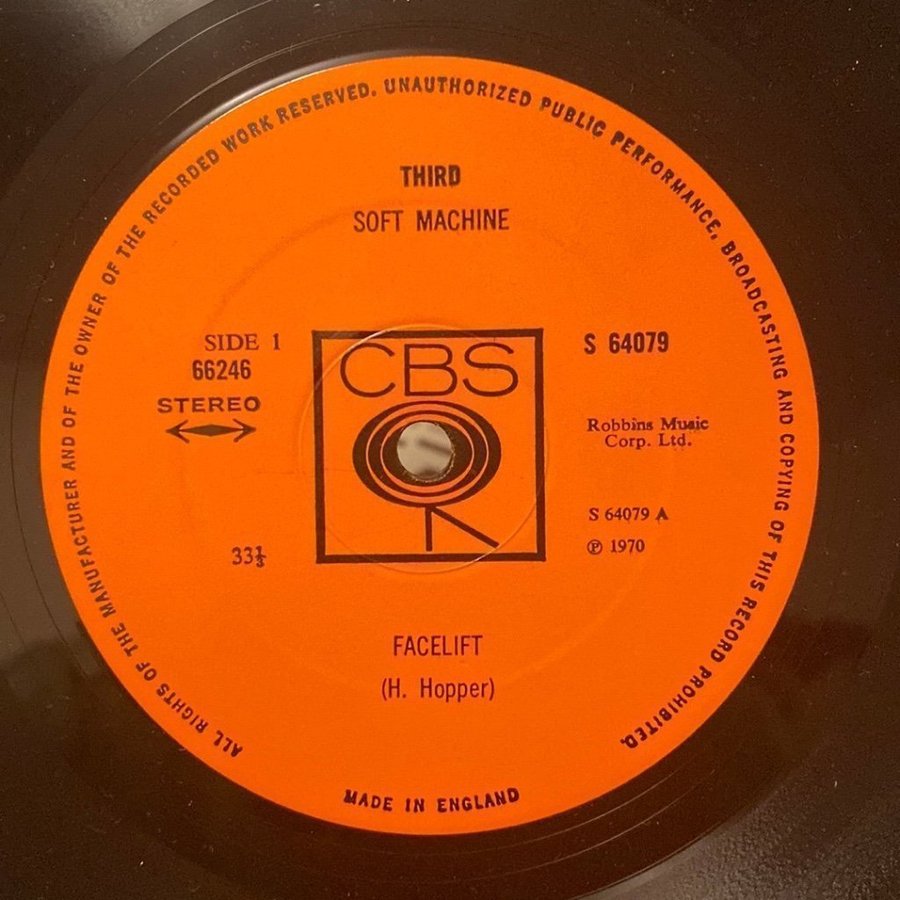 ALL RIGHTS OF THE MANUFACTURER AND OF THE OWNER OF THE RECORDED WORK RESERVED. UNAUTHORIZED PUBLIC PERFORMANCE, BROADCASTING AND COPYING OF THIS RECORD PROHIBITED.
THIRD
SOFT MACHINE
SIDE 1
66246
STEREO
CBS
S 64079
Robbins Music
Corp. Ltd.
S 64079 A
℗ 1970
33⅓
FACELIFT
(H. Hopper)
MADE IN ENGLAND